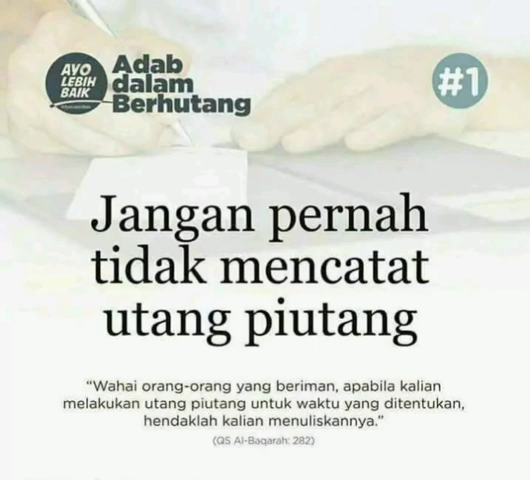 AYO
LEBIH
BAIK
Adab
dalam
Berhutang
#1
Jangan pernah
tidak mencatat
utang piutang
“Wahai orang-orang yang beriman, apabila kalian
melakukan utang piutang untuk waktu yang ditentukan,
hendaklah kalian menuliskannya.”
(QS Al-Baqarah: 282)